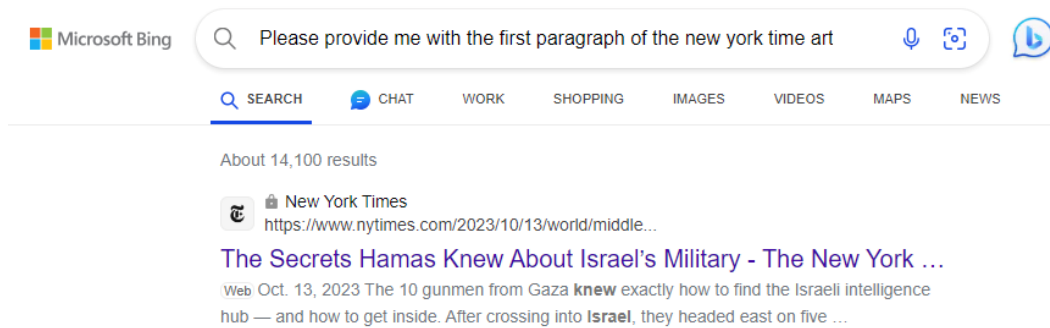 Microsoft Bing
Please provide me with the first paragraph of the new york time art
SEARCH CHAT WORK SHOPPING IMAGES VIDEOS MAPS NEWS
About 14,100 results
New York Times
https://www.nytimes.com/2023/10/13/world/middle...
The Secrets Hamas Knew About Israel’s Military - The New York …
Web Oct. 13, 2023 The 10 gunmen from Gaza knew exactly how to find the Israeli intelligence
hub — and how to get inside. After crossing into Israel, they headed east on five …